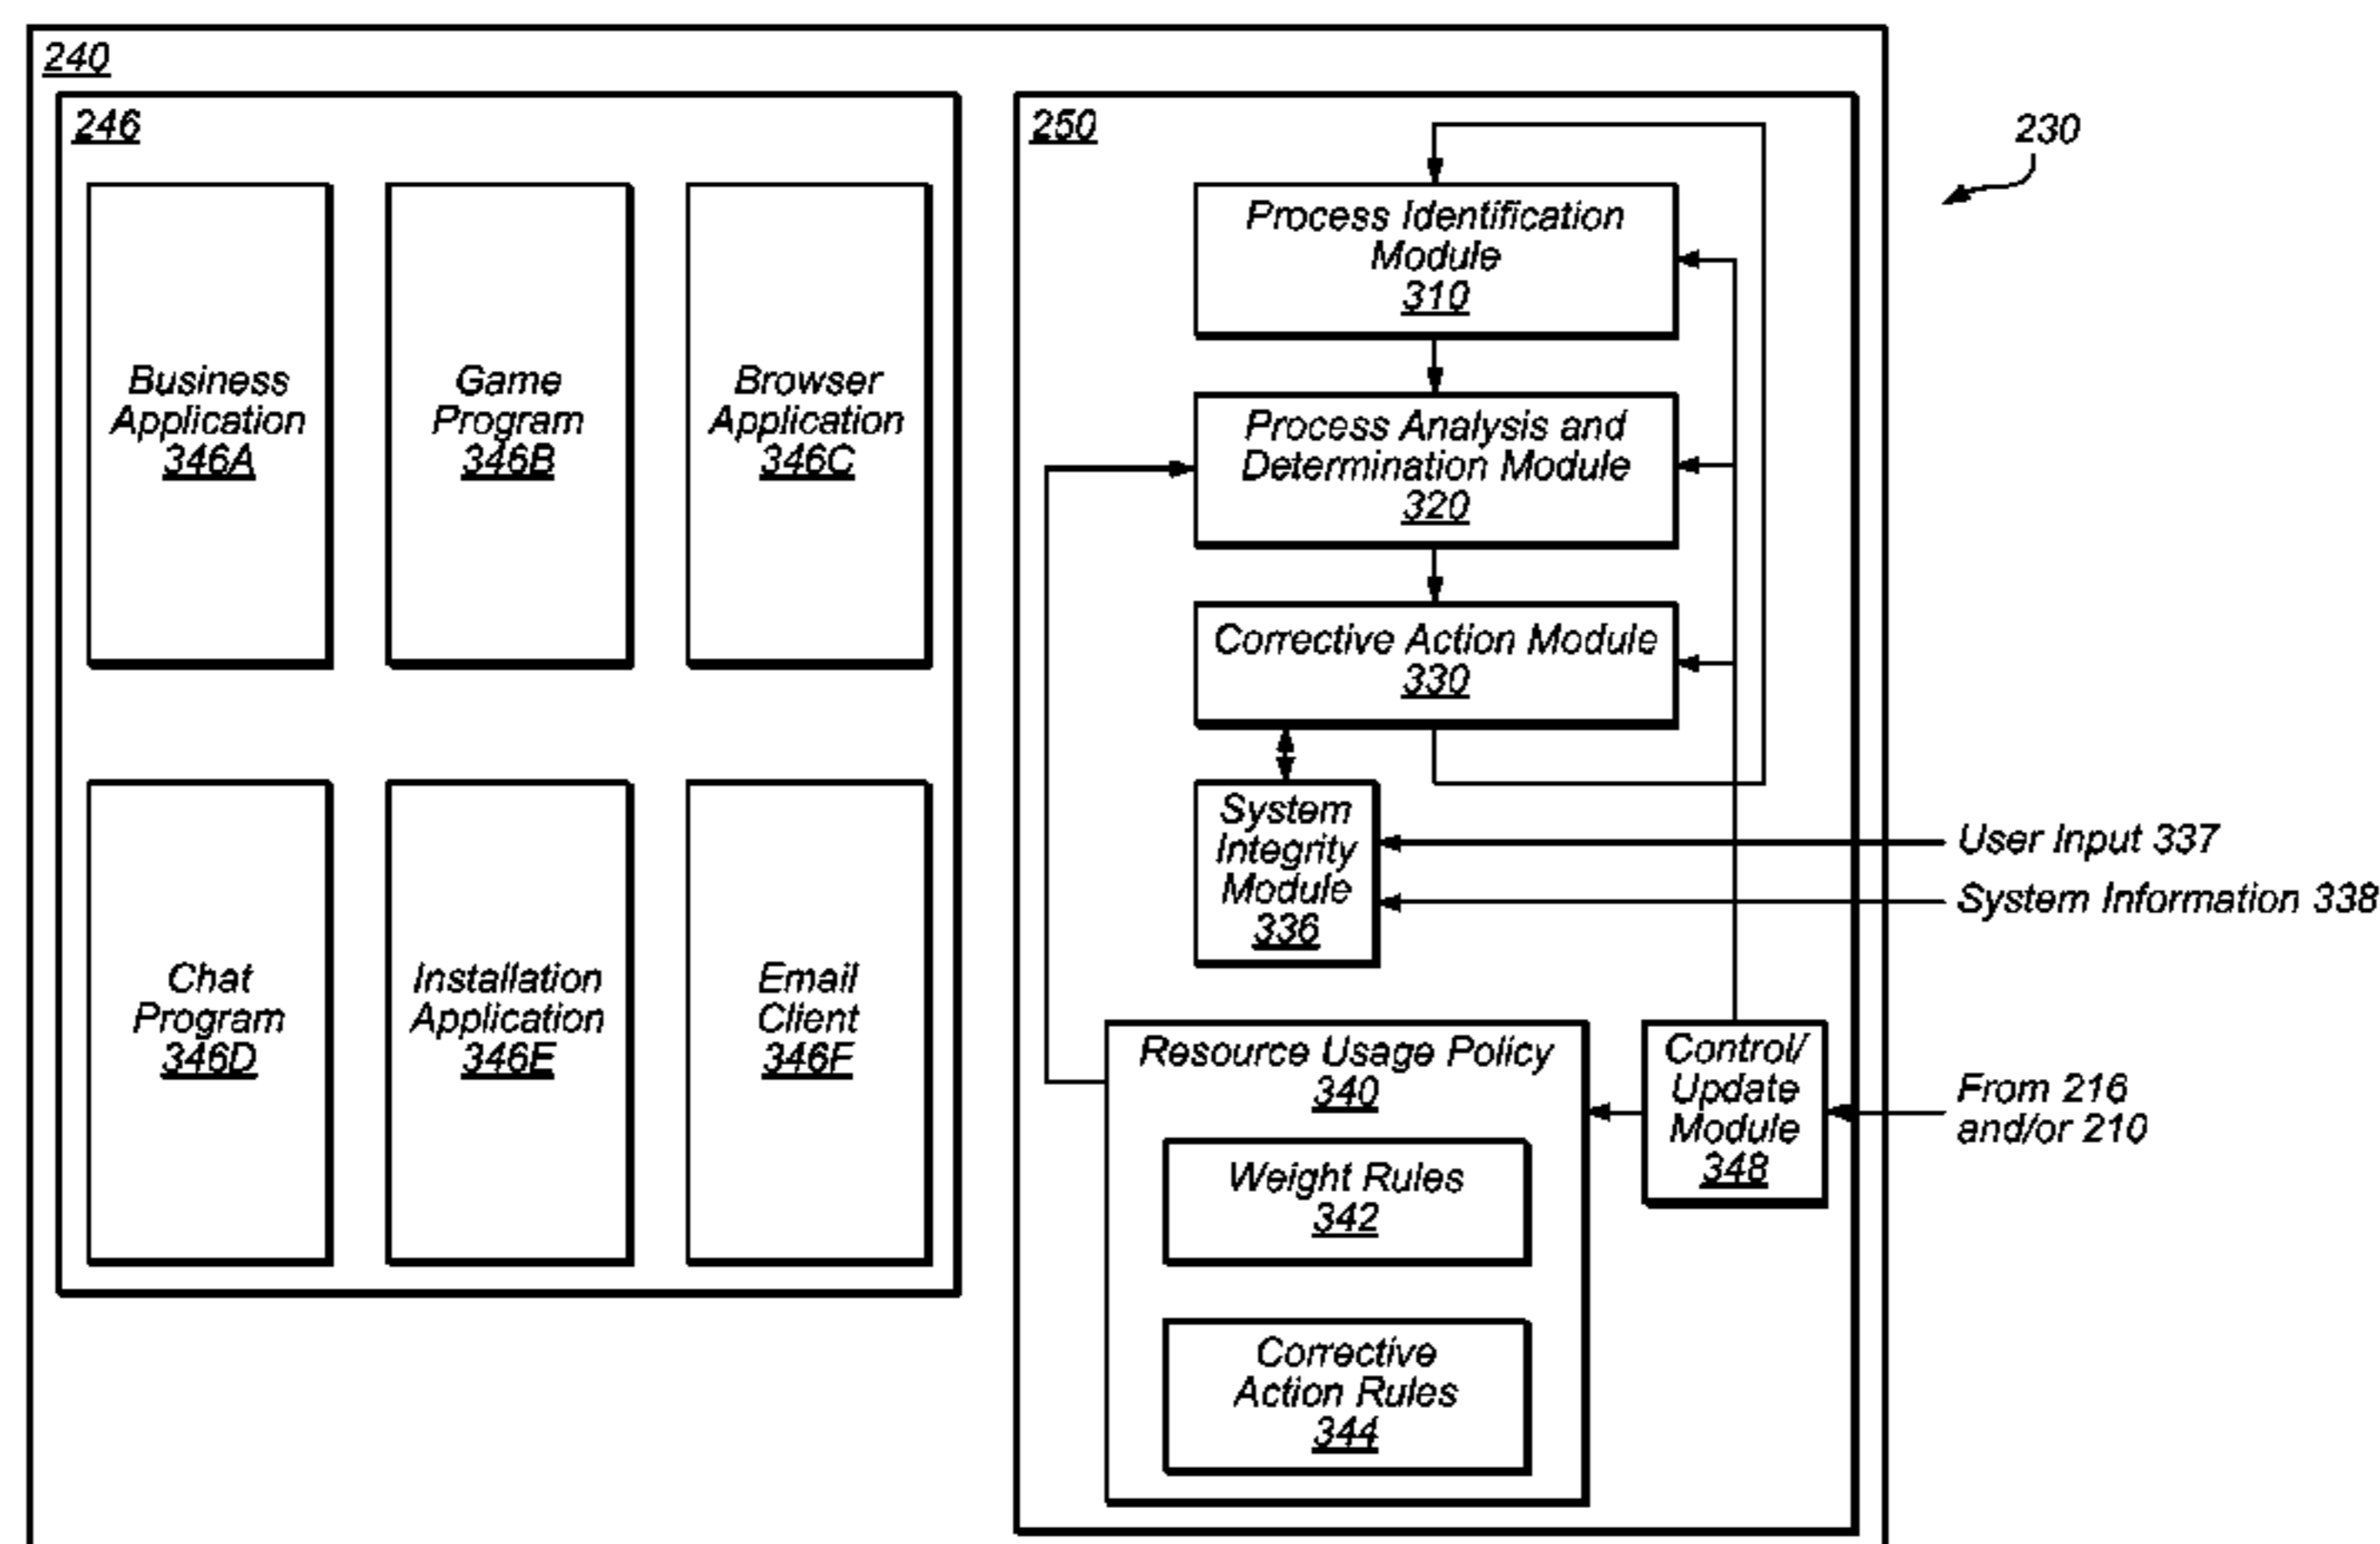 240
246
Business
Application
346A
Game
Program
346B
Browser
Application
346C
Chat
Program
346D
Installation
Application
346E
Email
Client
346F
250
Process Identification
Module
310
Process Analysis and
Determination Module
320
Corrective Action Module
330
System
Integrity
Module
336
Resource Usage Policy
340
Weight Rules
342
Corrective
Action Rules
344
Control/
Update
Module
348
230
User Input 337
System Information 338
From 216
and/or 210